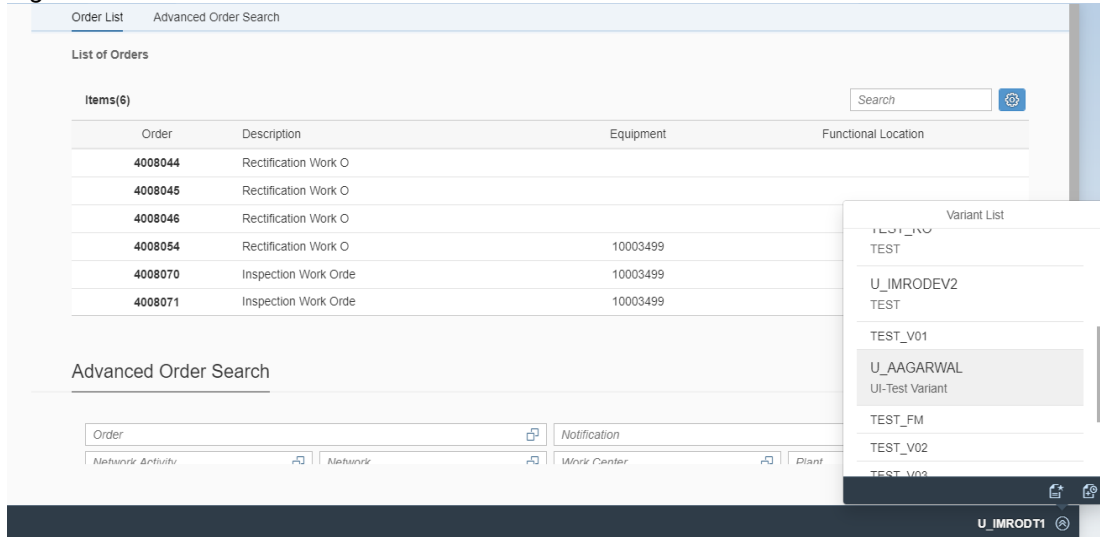 Order List Advanced Order Search
List of Orders
Items(6) Search
Order Description Equipment Functional Location
4008044 Rectification Work O
4008045 Rectification Work O
4008046 Rectification Work O
4008054 Rectification Work O 10003499
4008070 Inspection Work Orde 10003499
4008071 Inspection Work Orde 10003499
Variant List
TEST
U_IMRODEV2
TEST
TEST_V01
U_AAGARWAL
UI-Test Variant
TEST_FM
TEST_V02
TEST_V03
Advanced Order Search
Order Notification
Network Activity Network Work Center Plant
U_IMRODT1